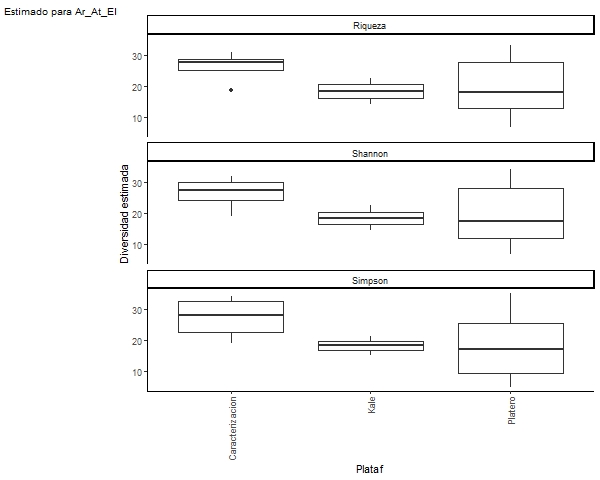 Estimado para Ar_At_El
Riqueza
30
20
10
Shannon
30
20
10
Simpson
30
20
10
Diversidad estimada
Caracterizacion
Kale
Platero
Plataf